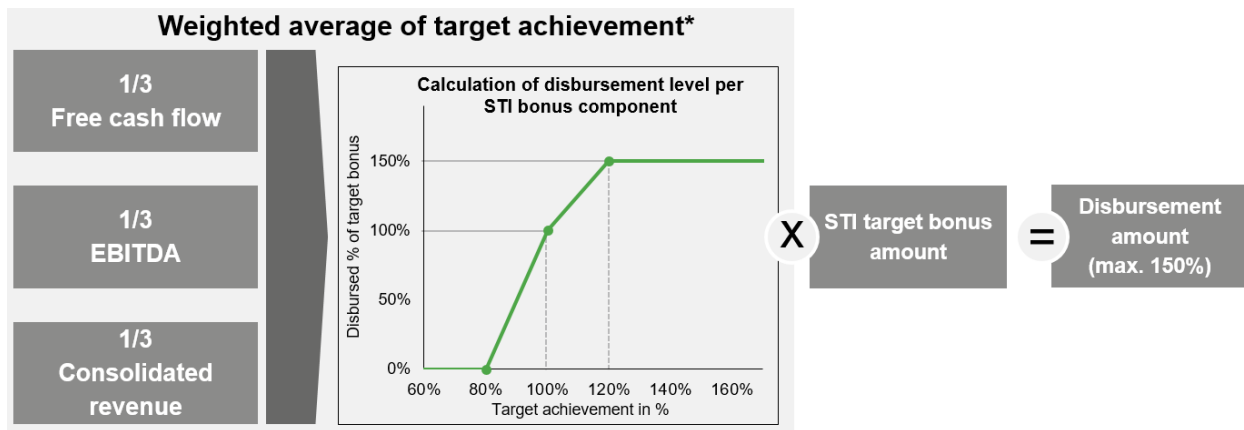 Weighted average of target achievement*
1/3
Free cash flow
1/3
EBITDA
1/3
Consolidated
revenue
Calculation of disbursement level per
STI bonus component
Disbursed % of target bonus
150%
100%
50%
0%
60%
80%
100%
120%
140%
160%
Target achievement in %
X
STI target bonus
amount
=
Disbursement
amount
(max. 150%)